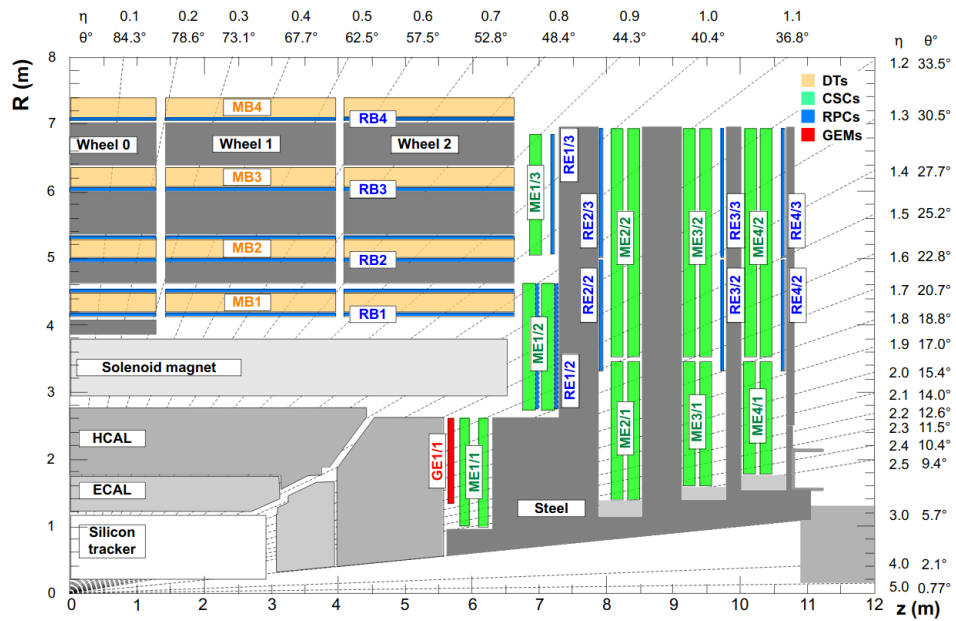 η 0.1 0.2 0.3 0.4 0.5 0.6 0.7 0.8 0.9 1.0 1.1
θ° 84.3° 78.6° 73.1° 67.7° 62.5° 57.5° 52.8° 48.4° 44.3° 40.4° 36.8°
η θ°
R (m)
8
7
6
5
4
3
2
1
0
1.2 33.5°
1.3 30.5°
1.4 27.7°
1.5 25.2°
1.6 22.8°
1.7 20.7°
1.8 18.8°
1.9 17.0°
2.0 15.4°
2.1 14.0°
2.2 12.6°
2.3 11.5°
2.4 10.4°
2.5 9.4°
3.0 5.7°
4.0 2.1°
5.0 0.77°
DTs
CSCs
RPCs
GEMs
MB4
RB4
Wheel 0
Wheel 1
Wheel 2
MB3
RB3
MB2
RB2
MB1
RB1
Solenoid magnet
HCAL
ECAL
Silicon
tracker
Steel
GE1/1
ME1/1
ME1/2
ME1/3
RE1/3
RE1/2
RE2/3
RE2/2
ME2/2
ME2/1
ME3/2
ME3/1
RE3/3
RE3/2
ME4/2
ME4/1
RE4/3
RE4/2
0 1 2 3 4 5 6 7 8 9 10 11 12
z (m)